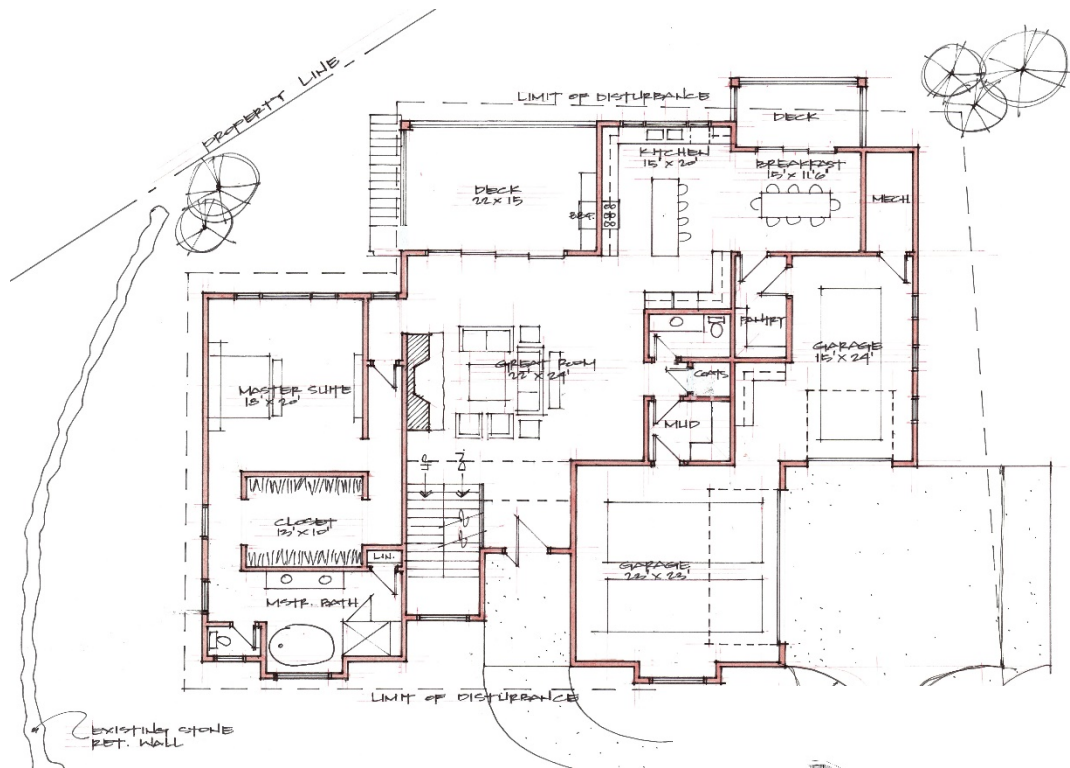 PROPERTY LINE
LIMIT OF DISTURBANCE
DECK
KITCHEN
15' X 20'
BREAKFAST
15' X 11'6"
DECK
22 X 15
BBQ.
MECH
PANTRY
GARAGE
15' X 24'
GREAT ROOM
22' X 24'
COATS
MASTER SUITE
15' X 20'
MUD
CLOSET
13' X 10'
LIN.
GARAGE
23' X 23'
MSTR. BATH
LIMIT OF DISTURBANCE
EXISTING STONE
RET. WALL